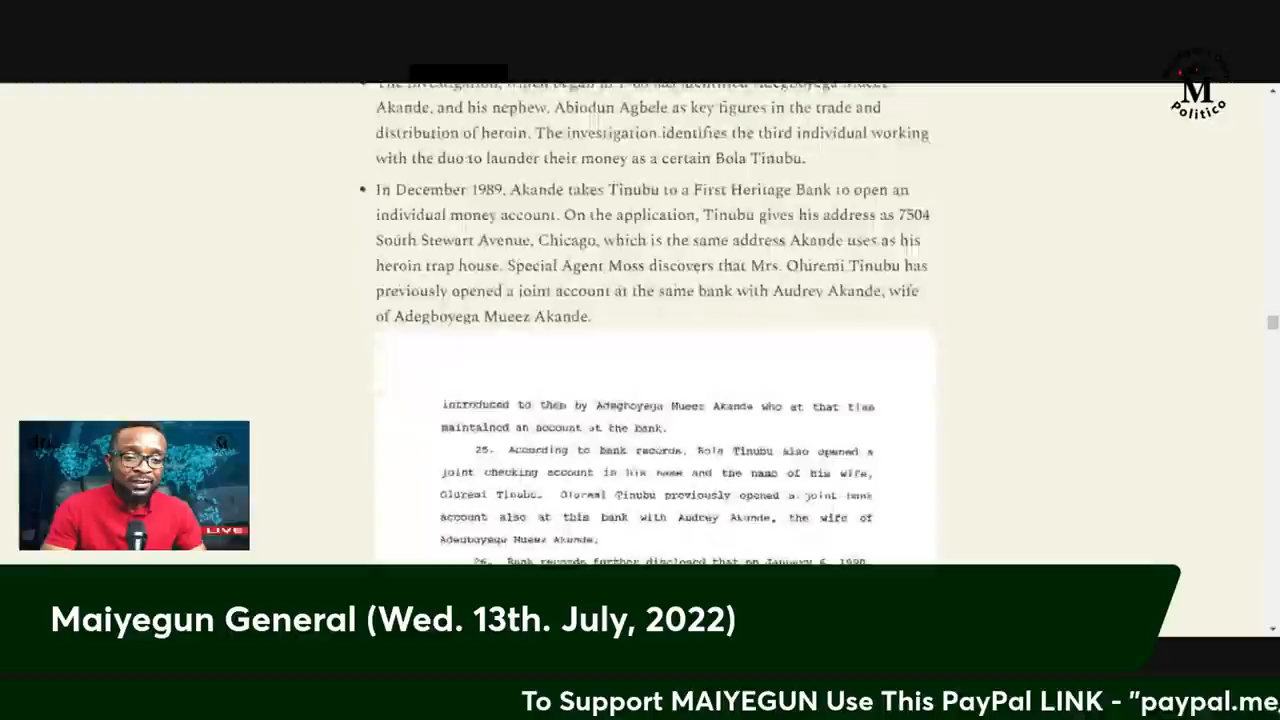 M
Politico
Akande, and his nephew, Abiodun Agbele as key figures in the trade and
distribution of heroin. The investigation identifies the third individual working
with the duo to launder their money as a certain Bola Tinubu.
• In December 1989, Akande takes Tinubu to a First Heritage Bank to open an
individual money account. On the application, Tinubu gives his address as 7504
South Stewart Avenue, Chicago, which is the same address Akande uses as his
heroin trap house. Special Agent Moss discovers that Mrs. Oluremi Tinubu has
previously opened a joint account at the same bank with Audrey Akande, wife
of Adegboyega Mueez Akande.
introduced to them by Adegboyega Mueez Akande who at that time
maintained an account at the bank.
25. According to bank records, Bola Tinubu also opened a
joint checking account in his name and the name of his wife,
Oluremi Tinubu. Oluremi Tinubu previously opened a joint bank
account also at this bank with Audrey Akande, the wife of
Adegboyega Mueez Akande.
26. Bank records further disclosed that on January 6, 1990,
LIVE
Maiyegun General (Wed. 13th. July, 2022)
To Support MAIYEGUN Use This PayPal LINK - "paypal.me